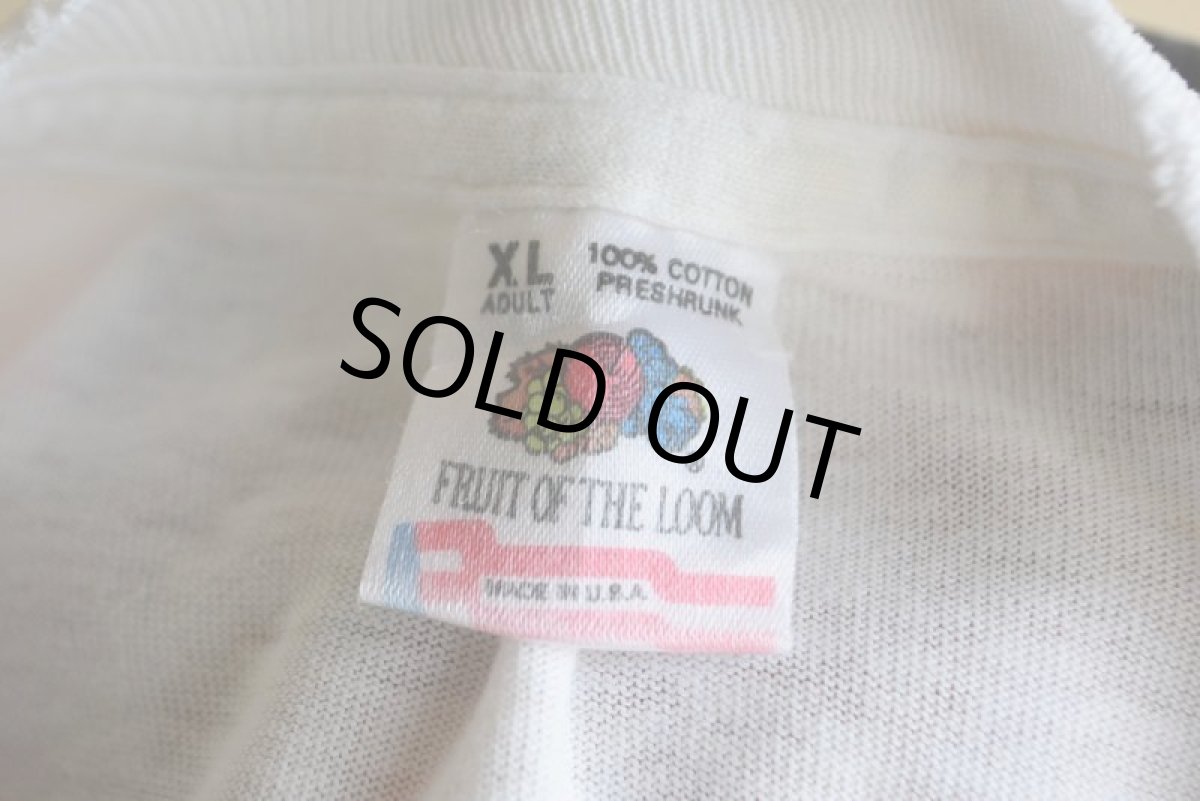 XL
ADULT
100% COTTON
PRESHRUNK
SOLD OUT
®
FRUIT OF THE LOOM
MADE IN U.S.A.